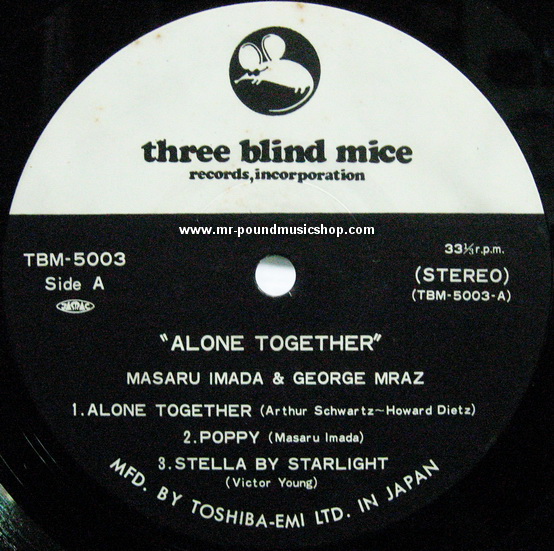 three blind mice
records,incorporation
www.mr-poundmusicshop.com
TBM-5003
Side A
JASRAC
33⅓r.p.m.
(STEREO)
(TBM-5003-A)
"ALONE TOGETHER"
MASARU IMADA & GEORGE MRAZ
1.ALONE TOGETHER (Arthur Schwartz~Howard Dietz)
2.POPPY (Masaru Imada)
3.STELLA BY STARLIGHT
(Victor Young)
MFD. BY TOSHIBA-EMI LTD. IN JAPAN